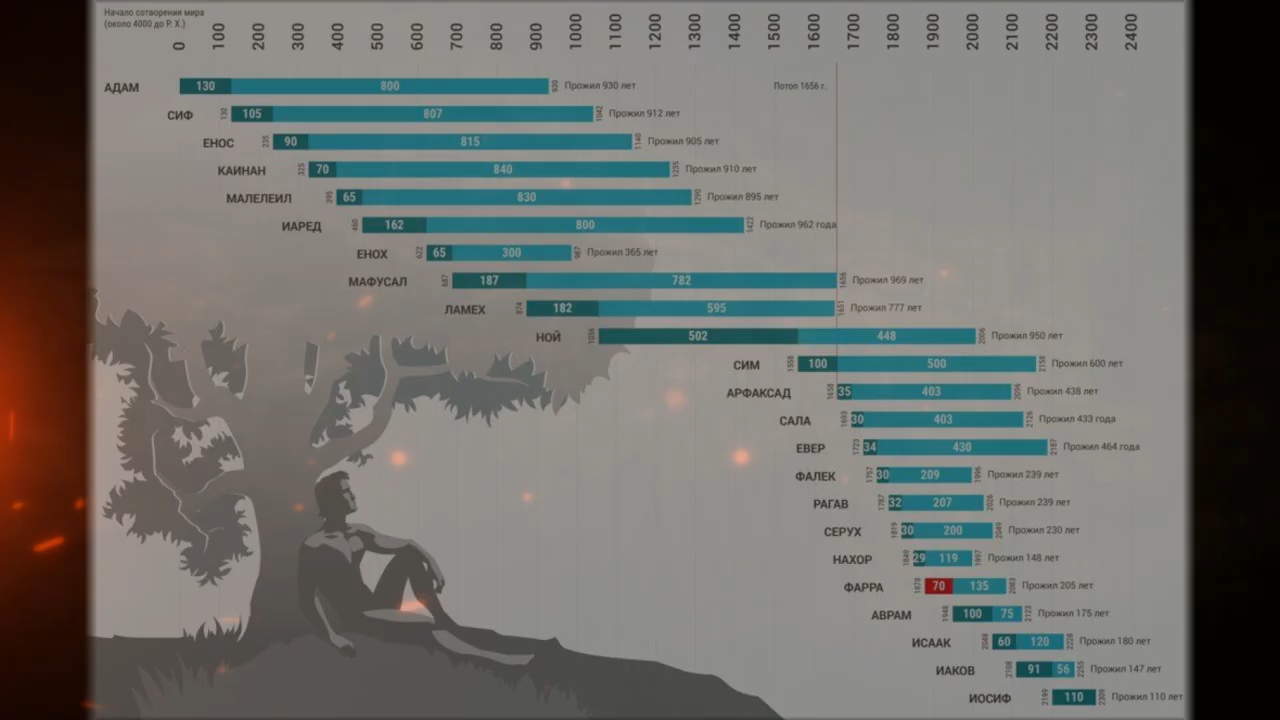 Начало сотворения мира
(около 4000 до Р. Х.)
0 100 200 300 400 500 600 700 800 900 1000 1100 1200 1300 1400 1500 1600 1700 1800 1900 2000 2100 2200 2300 2400
АДАМ 130 800 930 Прожил 930 лет Потоп 1656 г.
СИФ 130 105 807 1042 Прожил 912 лет
ЕНОС 235 90 815 1140 Прожил 905 лет
КАИНАН 325 70 840 1235 Прожил 910 лет
МАЛЕЛЕИЛ 395 65 830 1290 Прожил 895 лет
ИАРЕД 460 162 800 1422 Прожил 962 года
ЕНОХ 622 65 300 987 Прожил 365 лет
МАФУСАЛ 687 187 782 1656 Прожил 969 лет
ЛАМЕХ 874 182 595 1651 Прожил 777 лет
НОЙ 1056 502 448 2006 Прожил 950 лет
СИМ 1558 100 500 2158 Прожил 600 лет
АРФАКСАД 1658 35 403 2096 Прожил 438 лет
САЛА 1693 30 403 2126 Прожил 433 года
ЕВЕР 1723 34 430 2187 Прожил 464 года
ФАЛЕК 1757 30 209 1996 Прожил 239 лет
РАГАВ 1787 32 207 2026 Прожил 239 лет
СЕРУХ 1819 30 200 2049 Прожил 230 лет
НАХОР 1849 29 119 1997 Прожил 148 лет
ФАРРА 1878 70 135 2083 Прожил 205 лет
АВРАМ 1948 100 75 2123 Прожил 175 лет
ИСААК 2048 60 120 2228 Прожил 180 лет
ИАКОВ 2108 91 56 2255 Прожил 147 лет
ИОСИФ 2199 110 2309 Прожил 110 лет